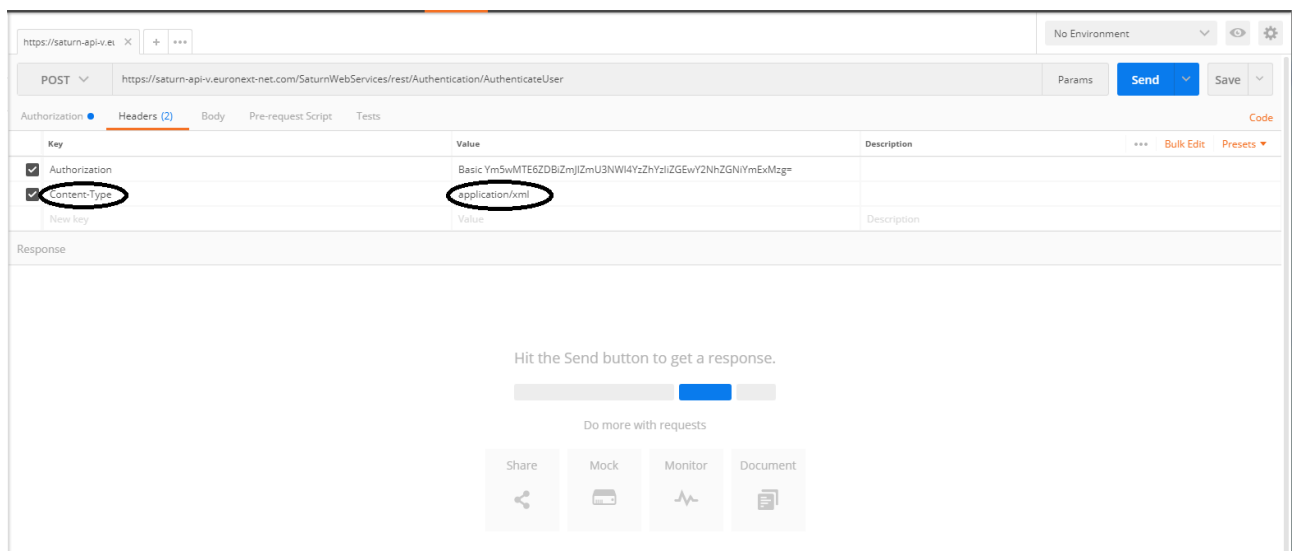 https://saturn-api-v.eu
No Environment
POST https://saturn-api-v.euronext-net.com/SaturnWebServices/rest/Authentication/AuthenticateUser Params Send Save
Authorization Headers (2) Body Pre-request Script Tests Code
Key Value Description Bulk Edit Presets
Authorization Basic Ym5wMTE6ZDBiZmJlZmU3NWI4YzZhYzliZGEwY2NhZGNiYmExMzg=
Content-Type application/xml
New key Value Description
Response
Hit the Send button to get a response.
Do more with requests
Share Mock Monitor Document